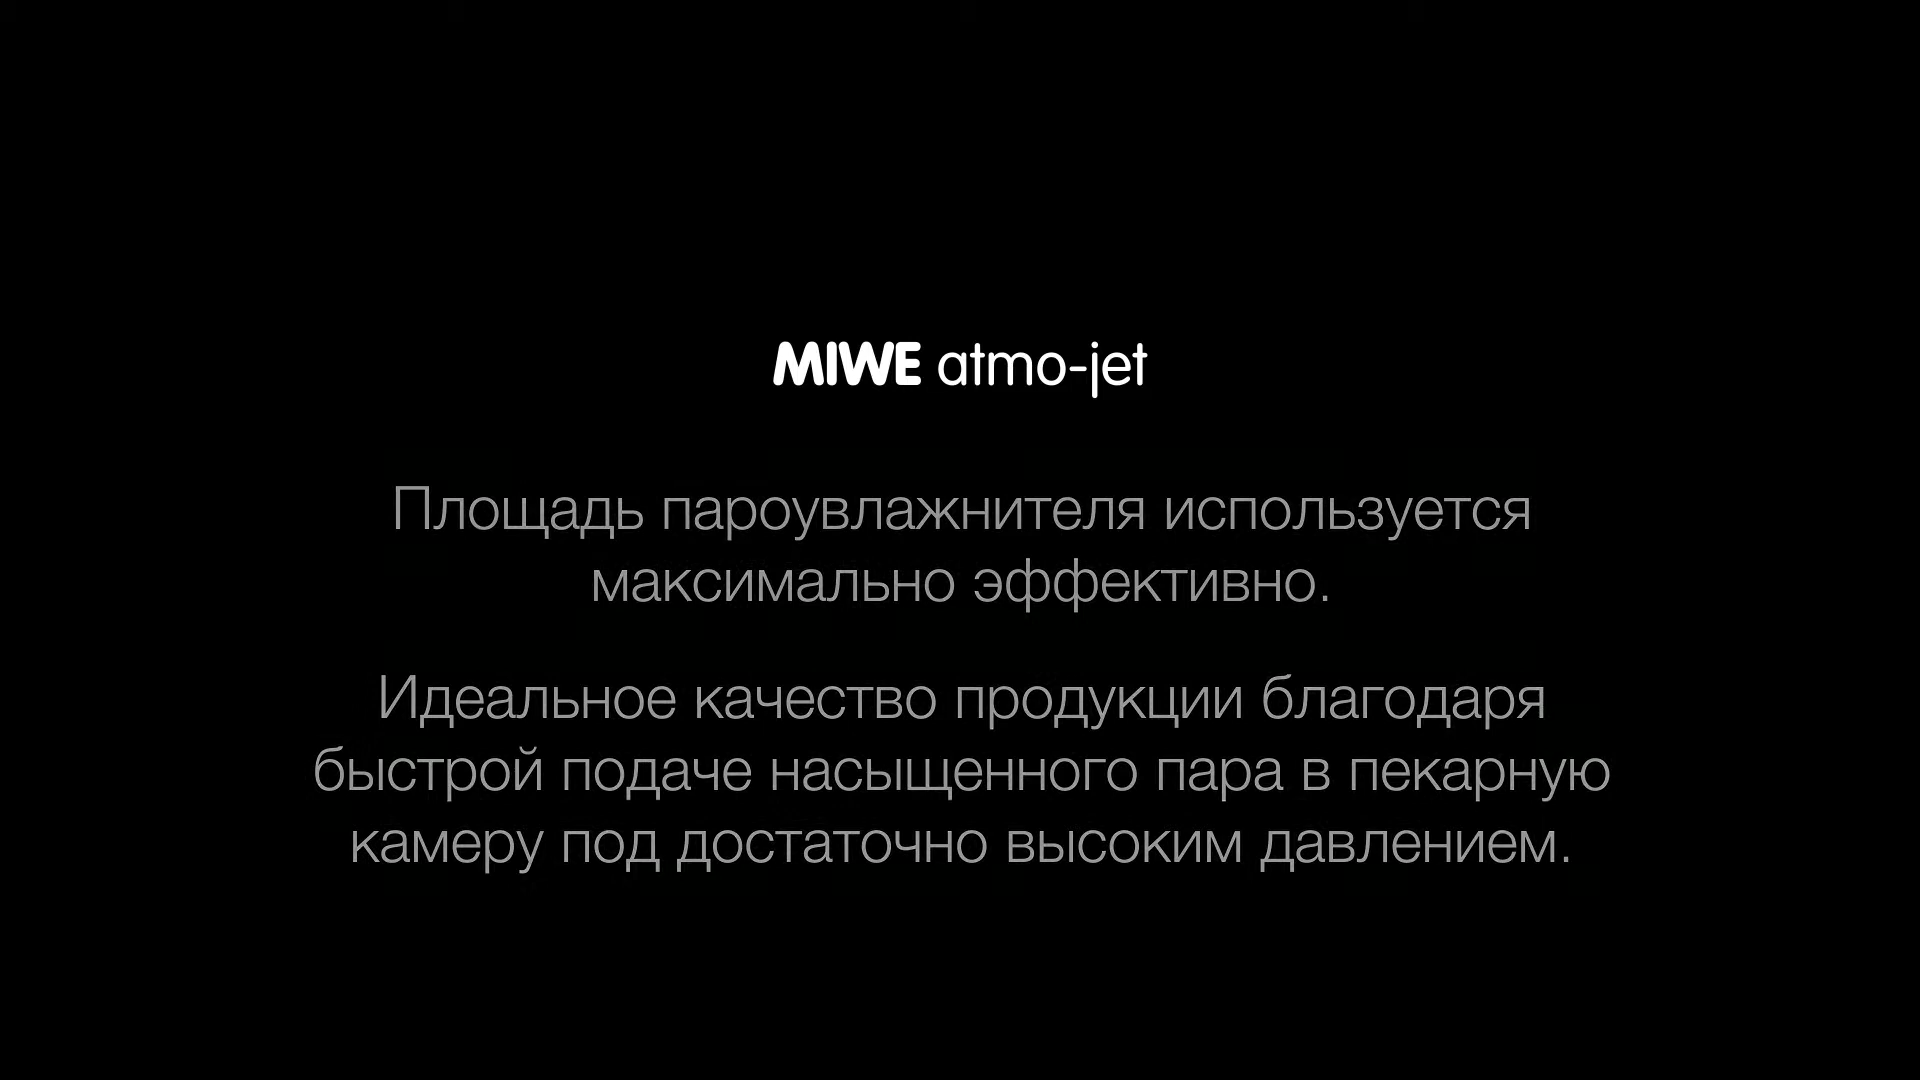 MIWE atmo-jet
Площадь пароувлажнителя используется
максимально эффективно.
Идеальное качество продукции благодаря
быстрой подаче насыщенного пара в пекарную
камеру под достаточно высоким давлением.